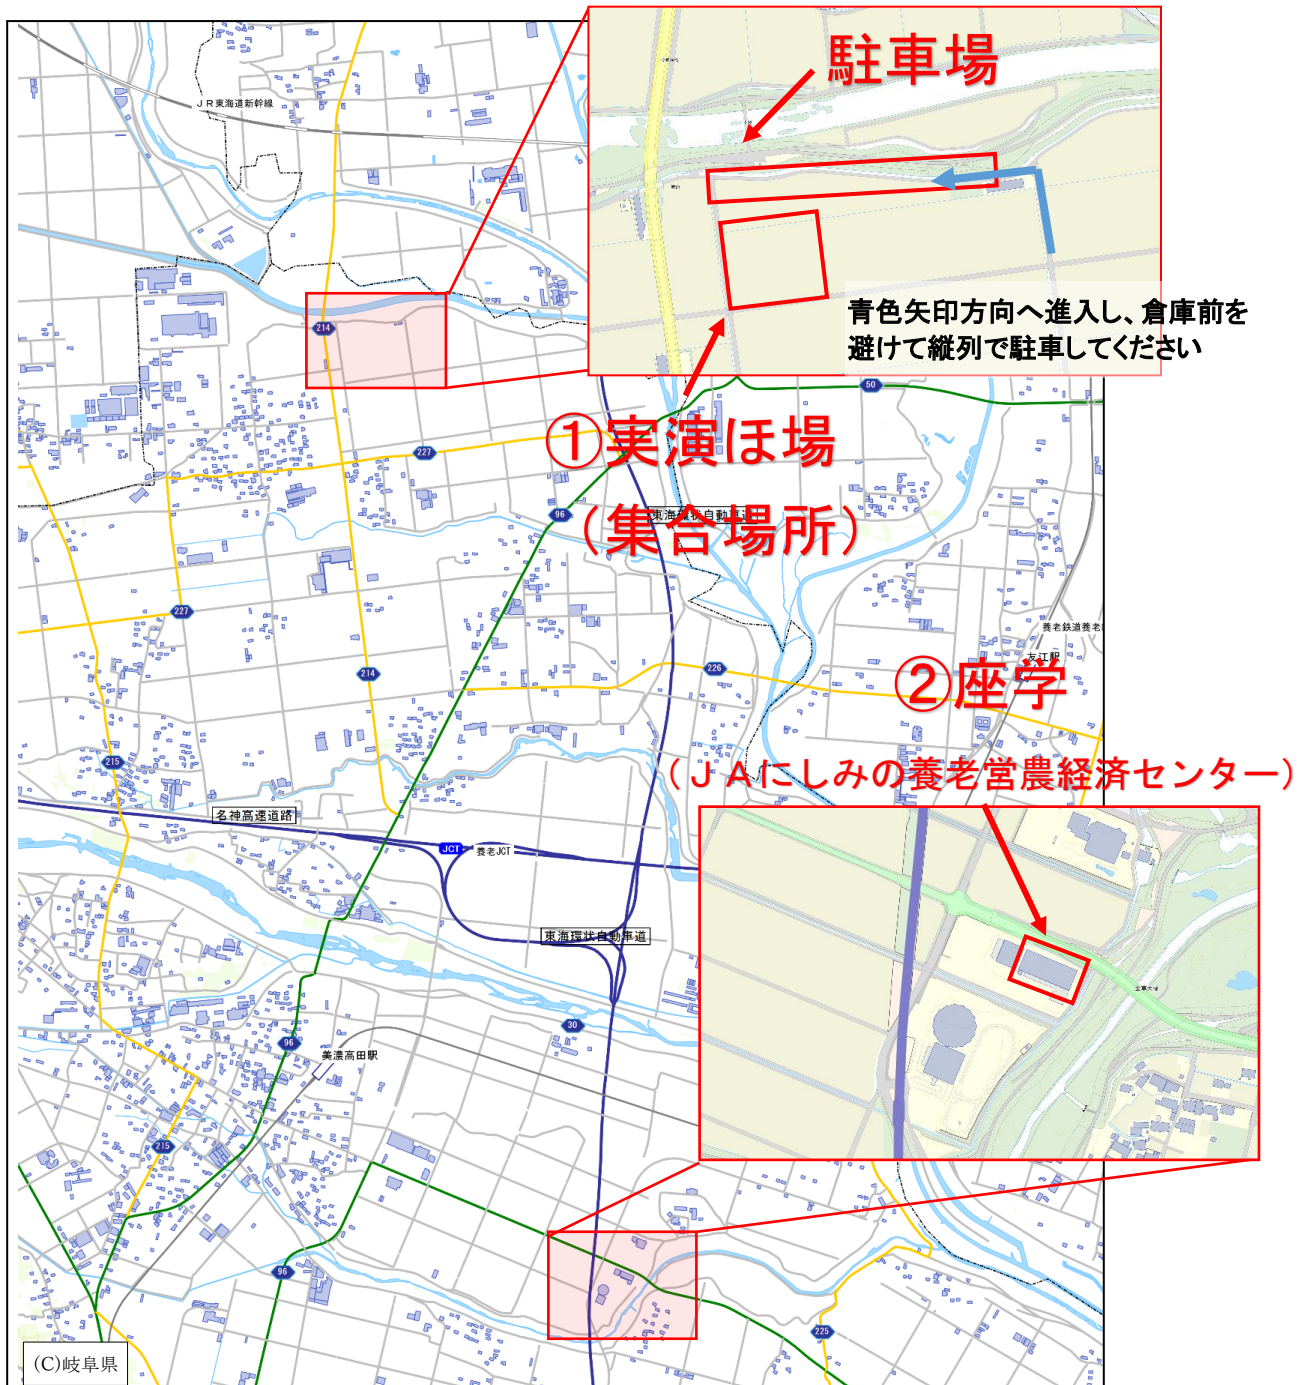 駐車場
ＪＲ東海道新幹線
青色矢印方向へ進入し、倉庫前を
避けて縦列で駐車してください
214
50
①実演ほ場
227
（集合場所）
96
東海環状自動車道
227
養老鉄道養老
友江駅
226
214
②座学
215
（ＪＡにしみの養老営農経済センター）
名神高速道路
JCT
養老JCT
東海環状自動車道
30
96
美濃高田駅
215
96
225
(C)岐阜県